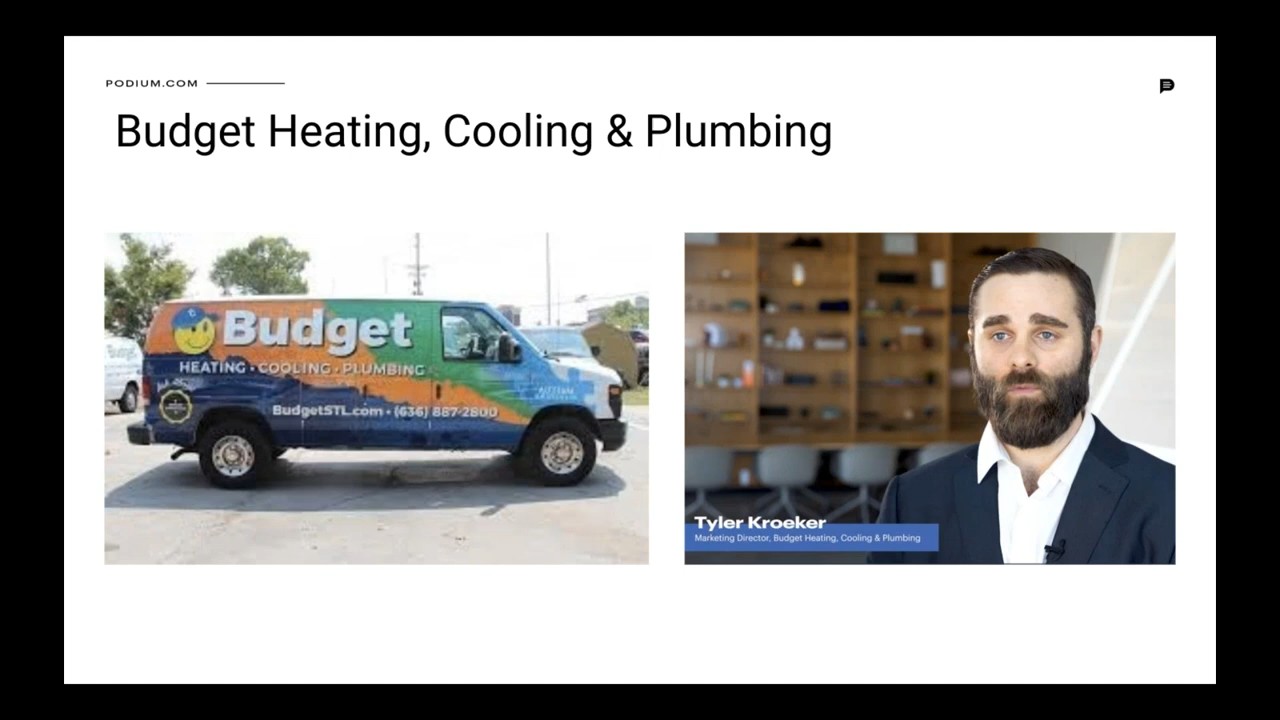 PODIUM.COM
Budget Heating, Cooling & Plumbing
Budget
HEATING • COOLING • PLUMBING
BudgetSTL.com • (636) 887-2800
Budget
Tyler Kroeker
Marketing Director, Budget Heating, Cooling & Plumbing